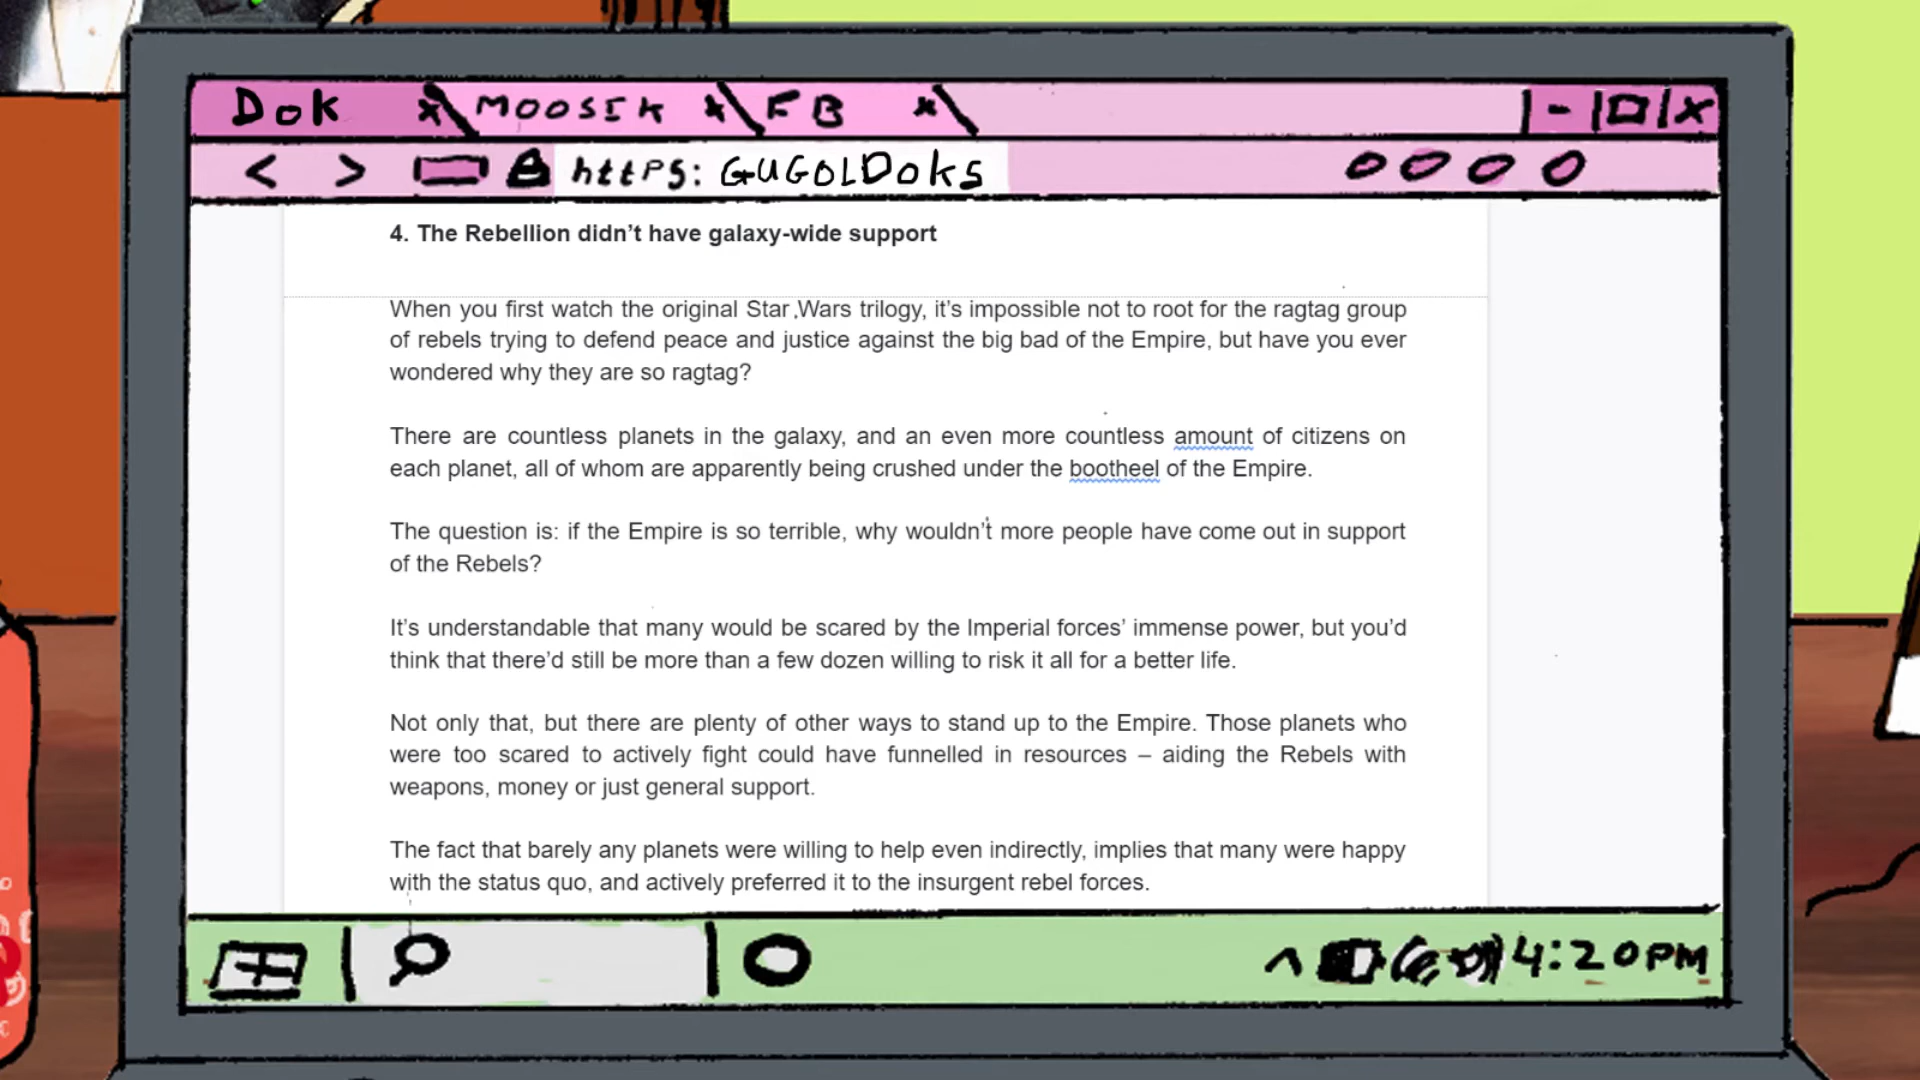 Dok x MOOSIK x FB x - x
< > https: GUGOLDoks
4. The Rebellion didn’t have galaxy-wide support
When you first watch the original Star Wars trilogy, it’s impossible not to root for the ragtag group
of rebels trying to defend peace and justice against the big bad of the Empire, but have you ever
wondered why they are so ragtag?
There are countless planets in the galaxy, and an even more countless amount of citizens on
each planet, all of whom are apparently being crushed under the bootheel of the Empire.
The question is: if the Empire is so terrible, why wouldn’t more people have come out in support
of the Rebels?
It’s understandable that many would be scared by the Imperial forces’ immense power, but you’d
think that there’d still be more than a few dozen willing to risk it all for a better life.
Not only that, but there are plenty of other ways to stand up to the Empire. Those planets who
were too scared to actively fight could have funnelled in resources – aiding the Rebels with
weapons, money or just general support.
The fact that barely any planets were willing to help even indirectly, implies that many were happy
with the status quo, and actively preferred it to the insurgent rebel forces.
4:20PM